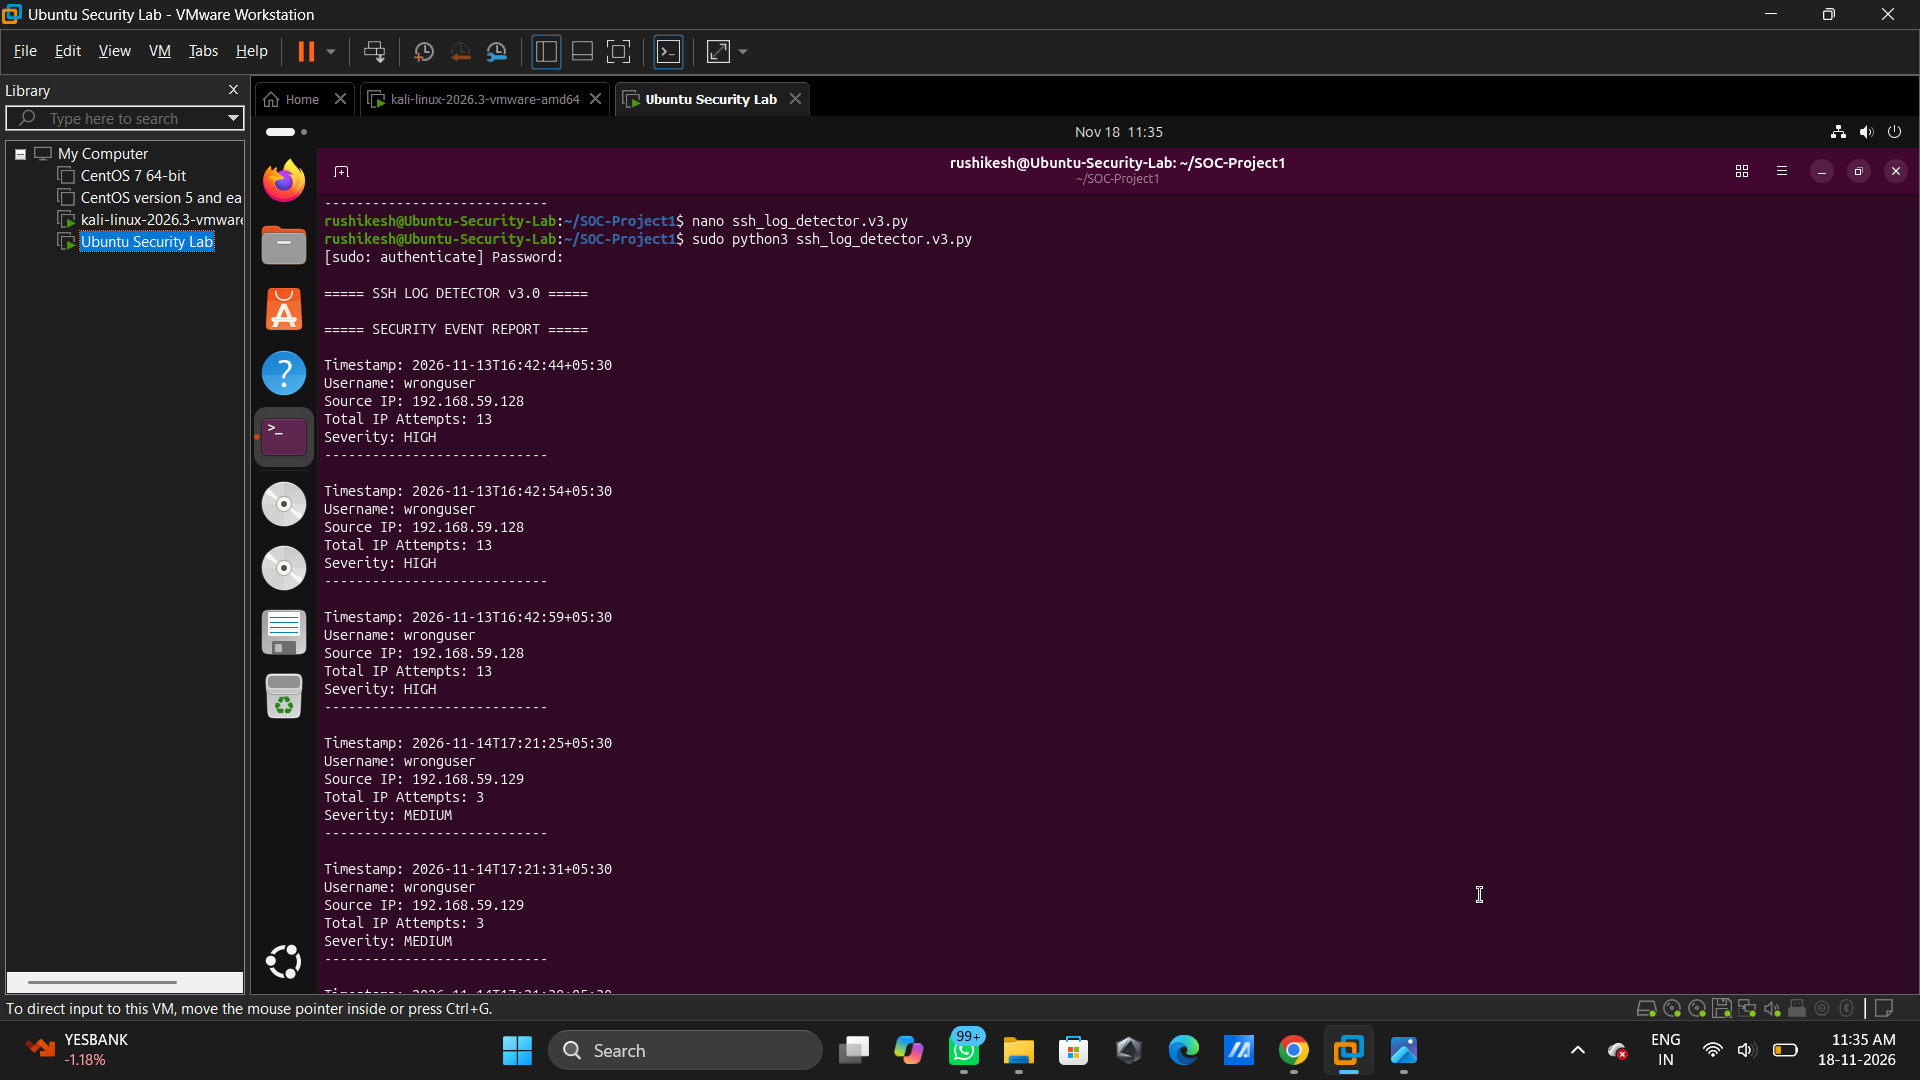 Ubuntu Security Lab - VMware Workstation
File Edit View VM Tabs Help
Library
Type here to search
My Computer
CentOS 7 64-bit
CentOS version 5 and ea
kali-linux-2026.3-vmware
Ubuntu Security Lab
Home
kali-linux-2026.3-vmware-amd64
Ubuntu Security Lab
Nov 18 11:35
rushikesh@Ubuntu-Security-Lab: ~/SOC-Project1
~/SOC-Project1
---------------------------
rushikesh@Ubuntu-Security-Lab:~/SOC-Project1$ nano ssh_log_detector.v3.py
rushikesh@Ubuntu-Security-Lab:~/SOC-Project1$ sudo python3 ssh_log_detector.v3.py
[sudo: authenticate] Password:
===== SSH LOG DETECTOR v3.0 =====
===== SECURITY EVENT REPORT =====
Timestamp: 2026-11-13T16:42:44+05:30
Username: wronguser
Source IP: 192.168.59.128
Total IP Attempts: 13
Severity: HIGH
----------------------------
Timestamp: 2026-11-13T16:42:54+05:30
Username: wronguser
Source IP: 192.168.59.128
Total IP Attempts: 13
Severity: HIGH
----------------------------
Timestamp: 2026-11-13T16:42:59+05:30
Username: wronguser
Source IP: 192.168.59.128
Total IP Attempts: 13
Severity: HIGH
----------------------------
Timestamp: 2026-11-14T17:21:25+05:30
Username: wronguser
Source IP: 192.168.59.129
Total IP Attempts: 3
Severity: MEDIUM
----------------------------
Timestamp: 2026-11-14T17:21:31+05:30
Username: wronguser
Source IP: 192.168.59.129
Total IP Attempts: 3
Severity: MEDIUM
----------------------------
To direct input to this VM, move the mouse pointer inside or press Ctrl+G.
YESBANK
-1.18%
Search
99+
ENG
IN
11:35 AM
18-11-2026